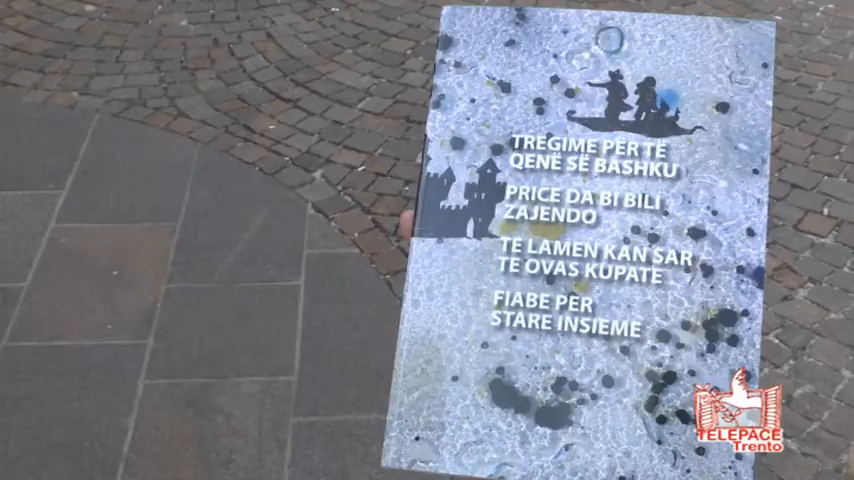 TREGIME PËR TË
QENË SË BASHKU
PRICE DA BI BILI
ZAJENDO
TE LAMEN KAN SAR
TE OVAS KUPATE
FIABE PER
STARE INSIEME
TELEPACE
Trento